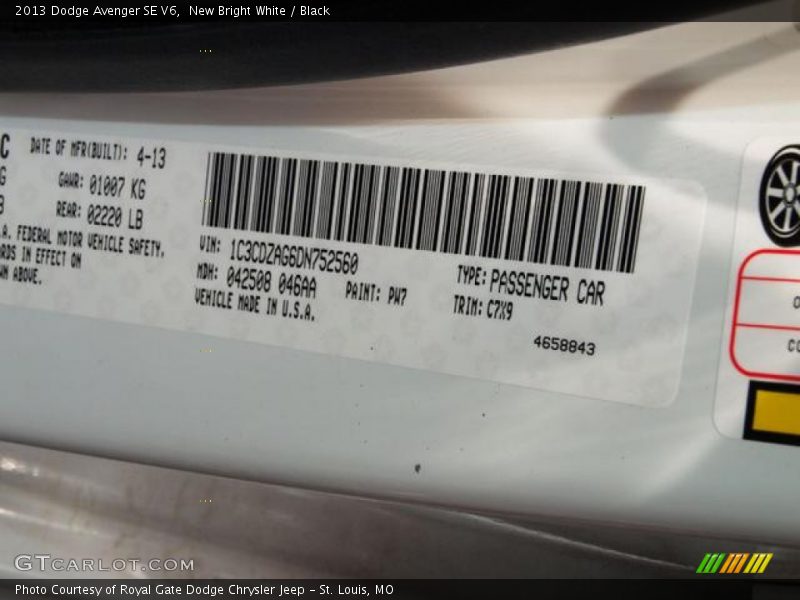 2013 Dodge Avenger SE V6, New Bright White / Black
DATE OF MFR(BUILT): 4-13
GAWR: 01007 KG
REAR: 02220 LB
FEDERAL MOTOR VEHICLE SAFETY.
IN EFFECT ON
ABOVE.
VIN: 1C3CDZAG6DN752560
MDH: 042508 046AA
PAINT: PW7
VEHICLE MADE IN U.S.A.
TYPE: PASSENGER CAR
TRIM: C7X9
4658843
GTCARLOT.COM
Photo Courtesy of Royal Gate Dodge Chrysler Jeep – St. Louis, MO